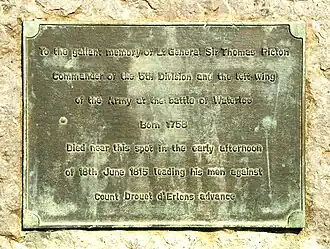 To the gallant memory of Lt General Sir Thomas Picton
Commander of the 5th Division and the left wing
of the Army at the battle of Waterloo
Born 1758
Died near this spot in the early afternoon
of 18th June 1815 leading his men against
Count Drouet d'Erlons advance